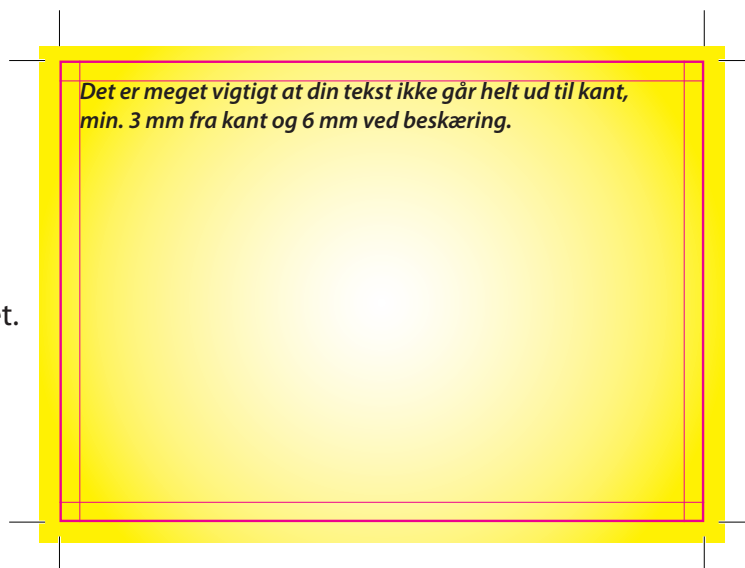 Det er meget vigtigt at din tekst ikke går helt ud til kant,
min. 3 mm fra kant og 6 mm ved beskæring.
t.